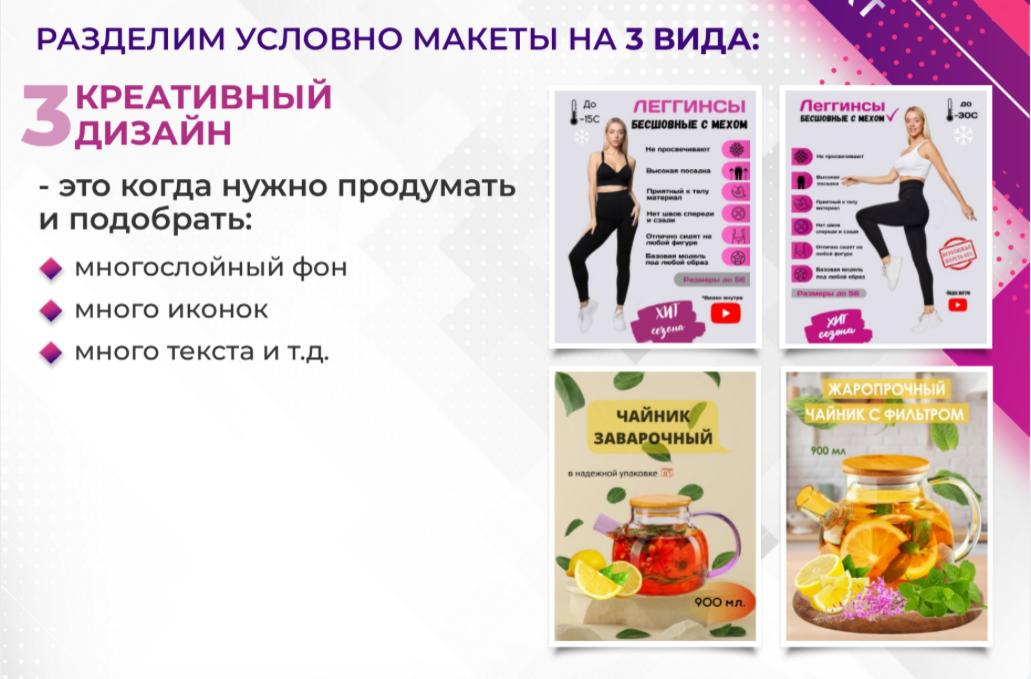 РАЗДЕЛИМ УСЛОВНО МАКЕТЫ НА 3 ВИДА:
3 КРЕАТИВНЫЙ
ДИЗАЙН
- это когда нужно продумать
и подобрать:
многослойный фон
много иконок
много текста и т.д.
До
-15С
ЛЕГГИНСЫ
БЕСШОВНЫЕ С МЕХОМ
Не просвечивают
Высокая посадка
Приятный к телу
материал
Нет швов спереди
и сзади
Отлично сидят на
любой фигуре
Базовая модель
под любой образ
Размеры до 56
*Видео внутри
ХИТ
сезона
Леггинсы
БЕСШОВНЫЕ С МЕХОМ
до
-30С
Не просвечивают
Высокая
посадка
Приятный к телу
материал
Нет швов
спереди и сзади
Отлично сидят на
любой фигуре
Базовая модель
под любой образ
Размеры до 56
ХИТ
сезона
ЧАЙНИК
ЗАВАРОЧНЫЙ
в надежной упаковке
900 мл.
ЖАРОПРОЧНЫЙ
ЧАЙНИК С ФИЛЬТРОМ
900 мл